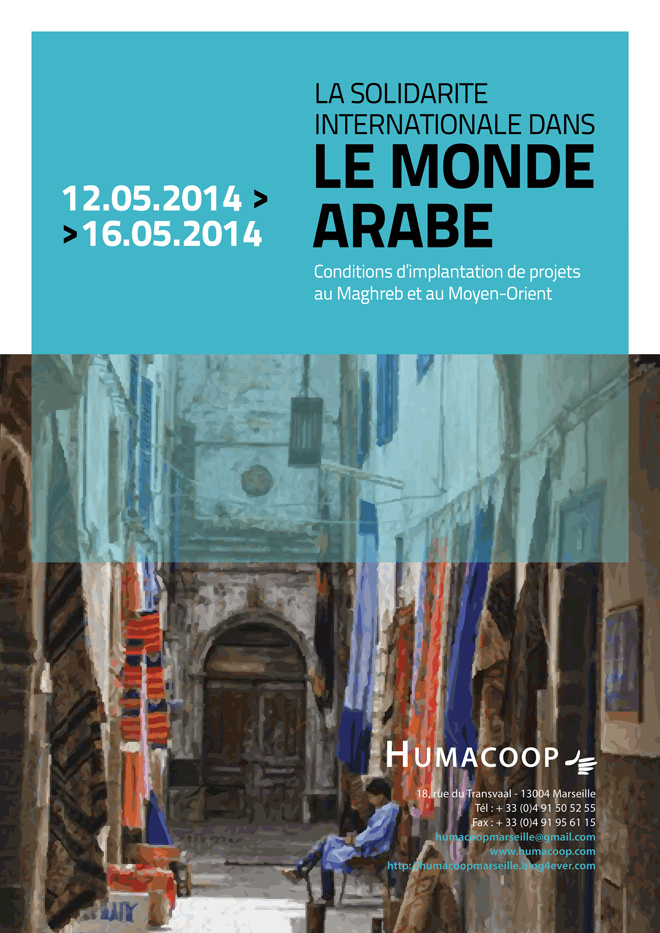 LA SOLIDARITE
INTERNATIONALE DANS
LE MONDE
ARABE
12.05.2014 >
>16.05.2014
Conditions d'implantation de projets
au Maghreb et au Moyen-Orient
HUMACOOP
18, rue du Transvaal - 13004 Marseille
Tél : + 33 (0)4 91 50 52 55
Fax : + 33 (0)4 91 95 61 15
humacoopmarseille@gmail.com
www.humacoop.com
http://humacoopmarseille.blog4ever.com